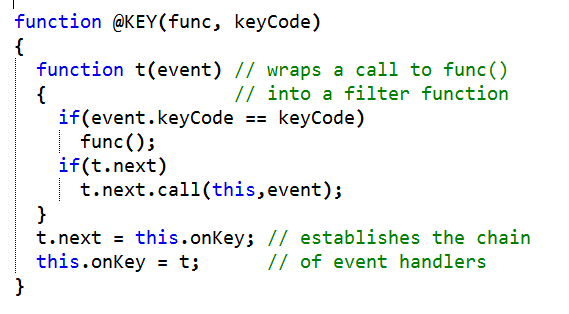 function @KEY(func, keyCode)
{
function t(event) // wraps a call to func()
{ // into a filter function
if(event.keyCode == keyCode)
func();
if(t.next)
t.next.call(this,event);
}
t.next = this.onKey; // establishes the chain
this.onKey = t; // of event handlers
}